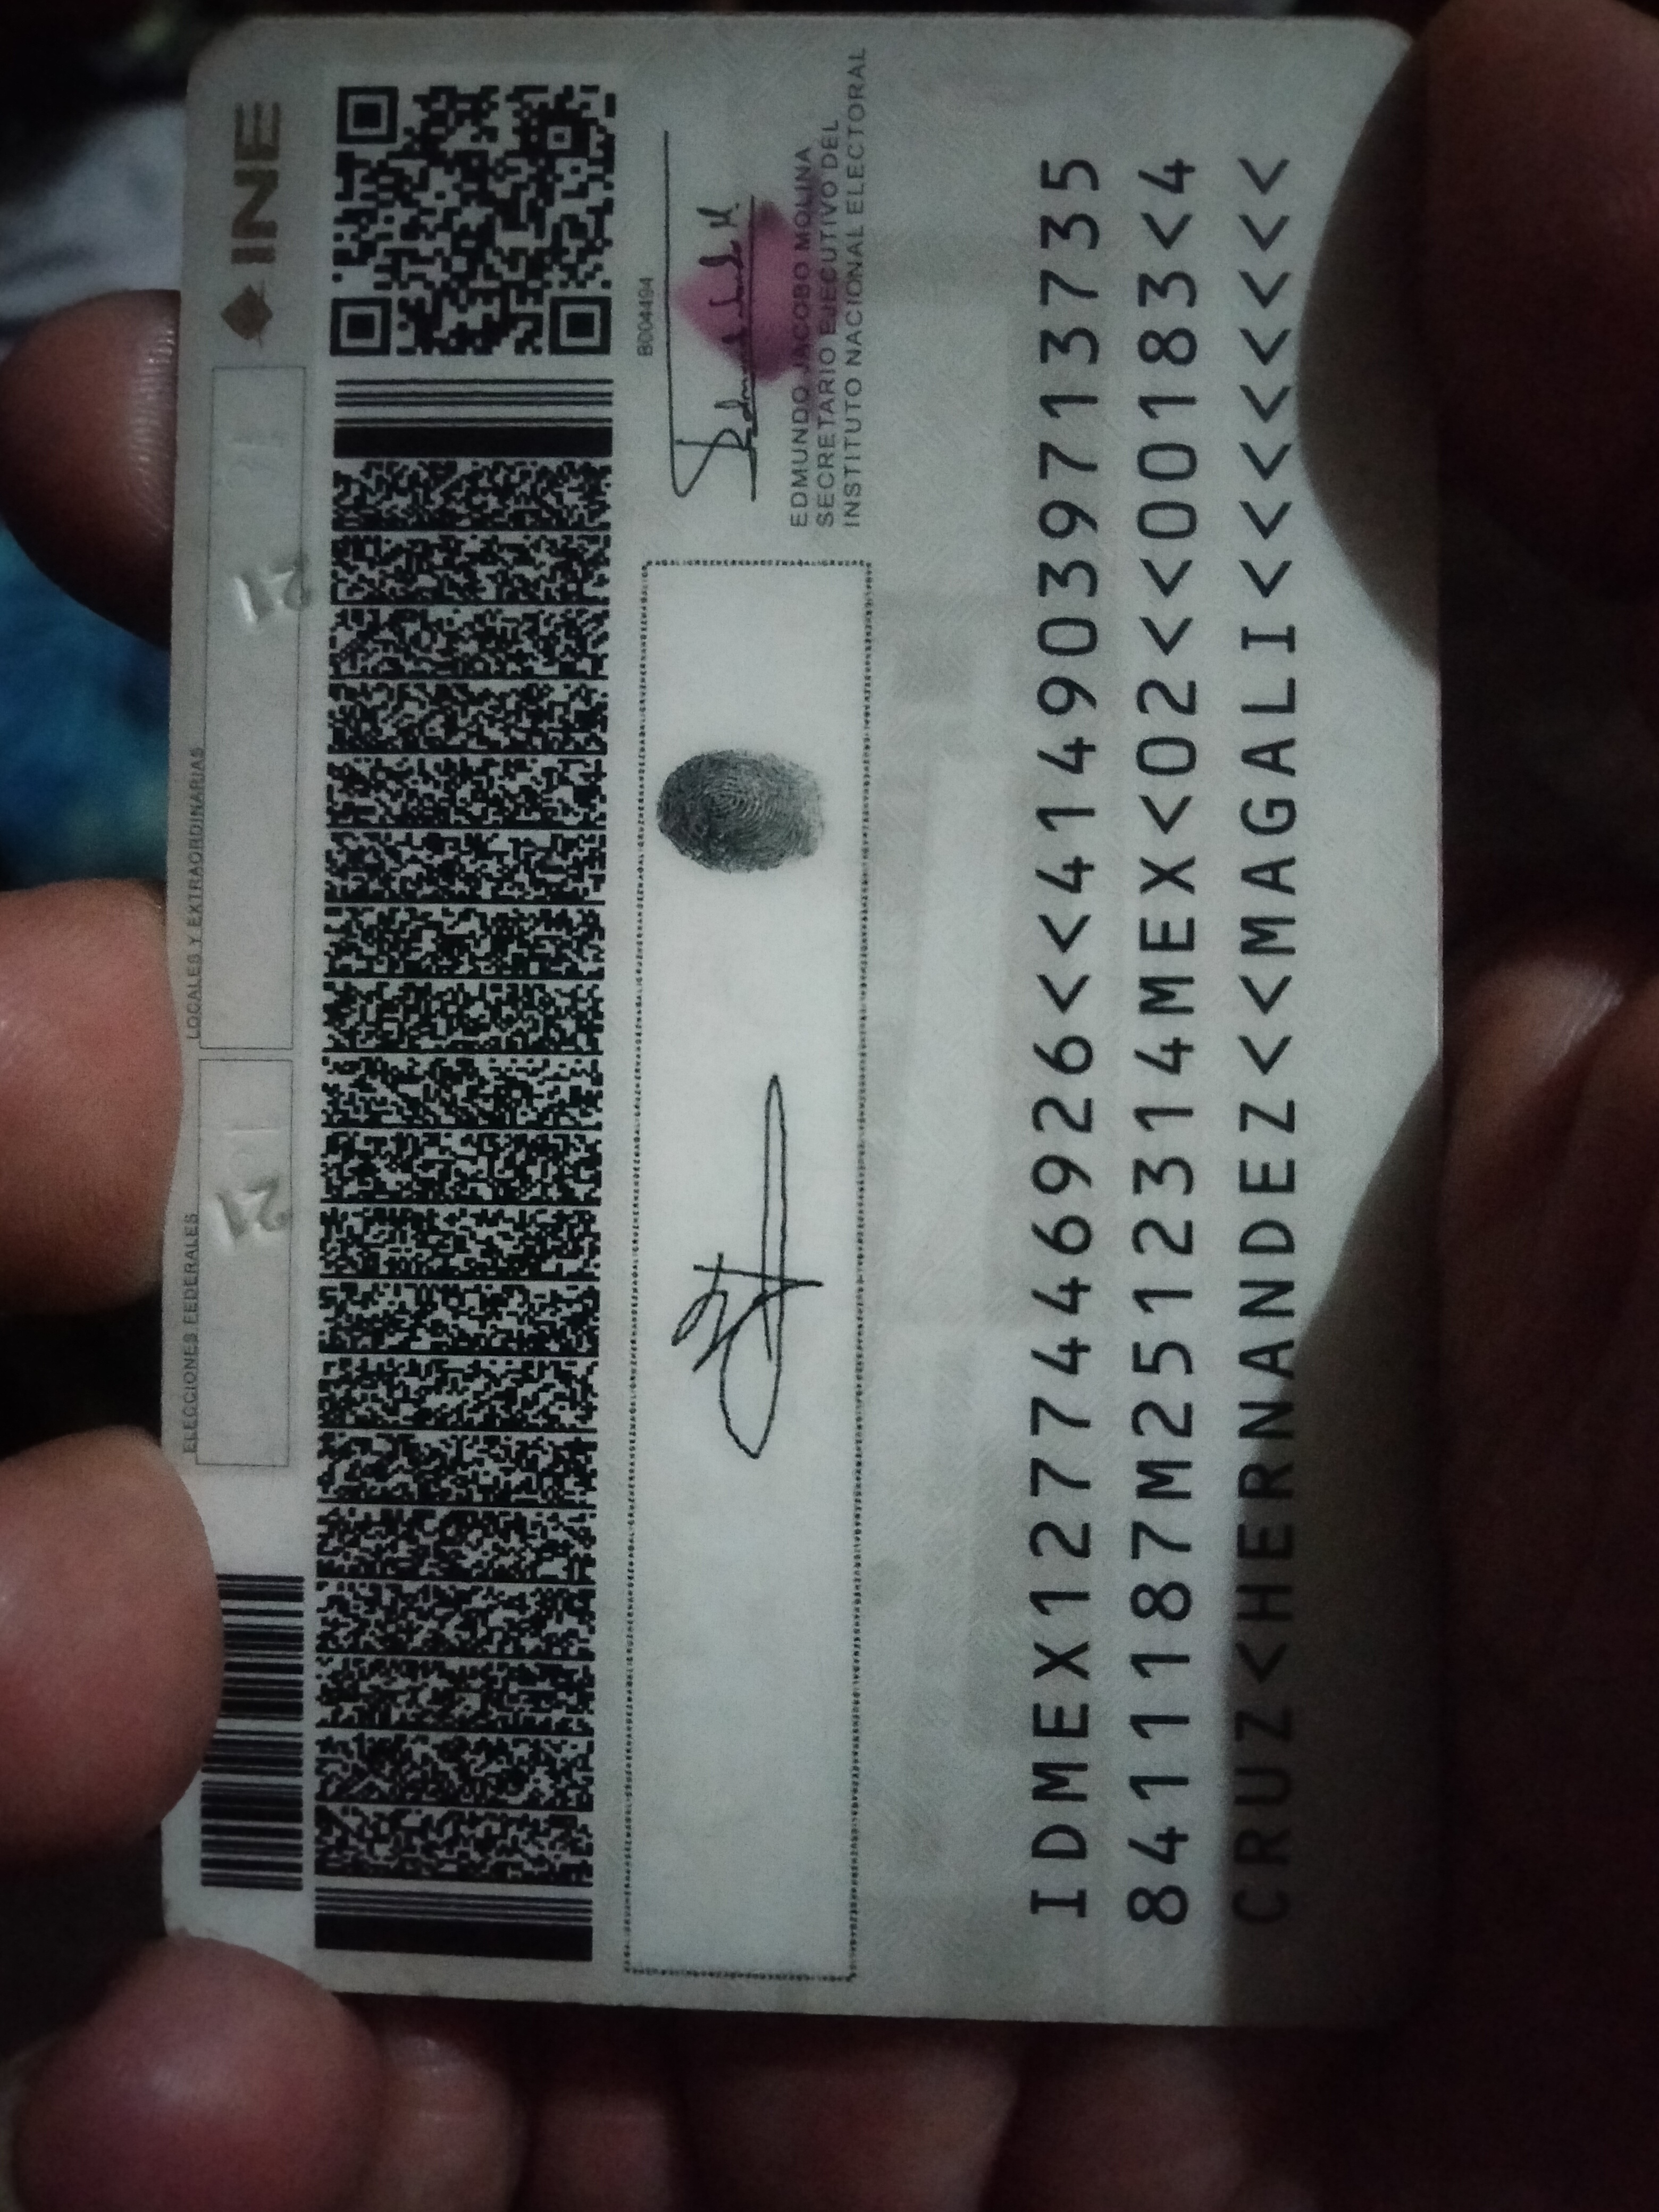 ELECCIONES FEDERALES
LOCALES Y EXTRAORDINARIAS
INE
21
21
B004494
EDMUNDO JACOBO MOLINA
SECRETARIO EJECUTIVO DEL
INSTITUTO NACIONAL ELECTORAL
IDMEX1277446926<<4149039713735
8411187M2512314MEX<02<<00183<4
CRUZ<HERNANDEZ<<MAGALI<<<<<<<<